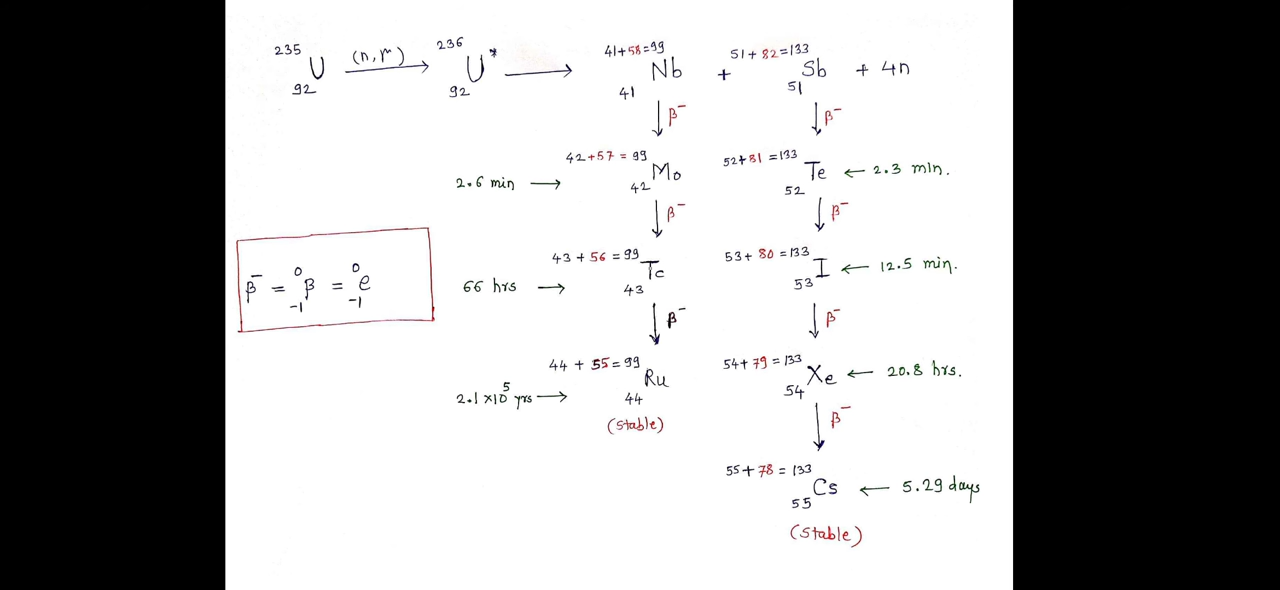 235 92 U (n,r) → 236 92 U* → 41+58=99 41 Nb + 51+82=133 51 Sb + 4n
↓ β⁻ ↓ β⁻
2.6 min → 42+57=99 42 Mo 52+81=133 52 Te ← 2.3 min.
↓ β⁻ ↓ β⁻
β⁻ = 0 -1 β = 0 -1 e
66 hrs → 43+56=99 43 Tc 53+80=133 53 I ← 12.5 min.
↓ β⁻ ↓ β⁻
2.1×10⁵ yrs → 44+55=99 44 Ru 54+79=133 54 Xe ← 20.8 hrs.
(stable) ↓ β⁻
55+78=133 55 Cs ← 5.29 days
(stable)